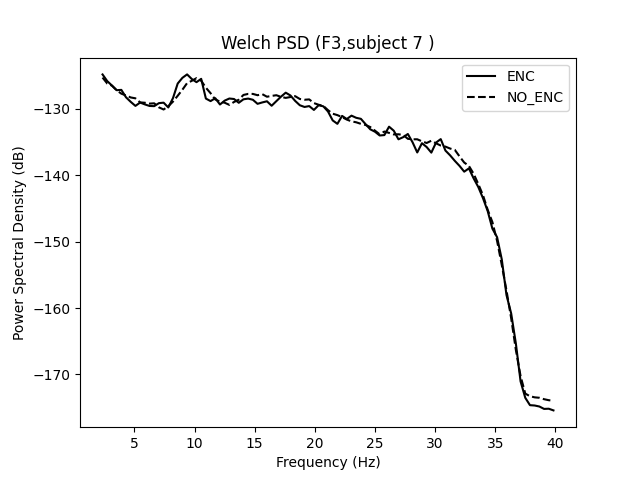 Welch PSD (F3,subject 7 )
ENC
NO_ENC
Power Spectral Density (dB)
−130
−140
−150
−160
−170
5 10 15 20 25 30 35 40
Frequency (Hz)